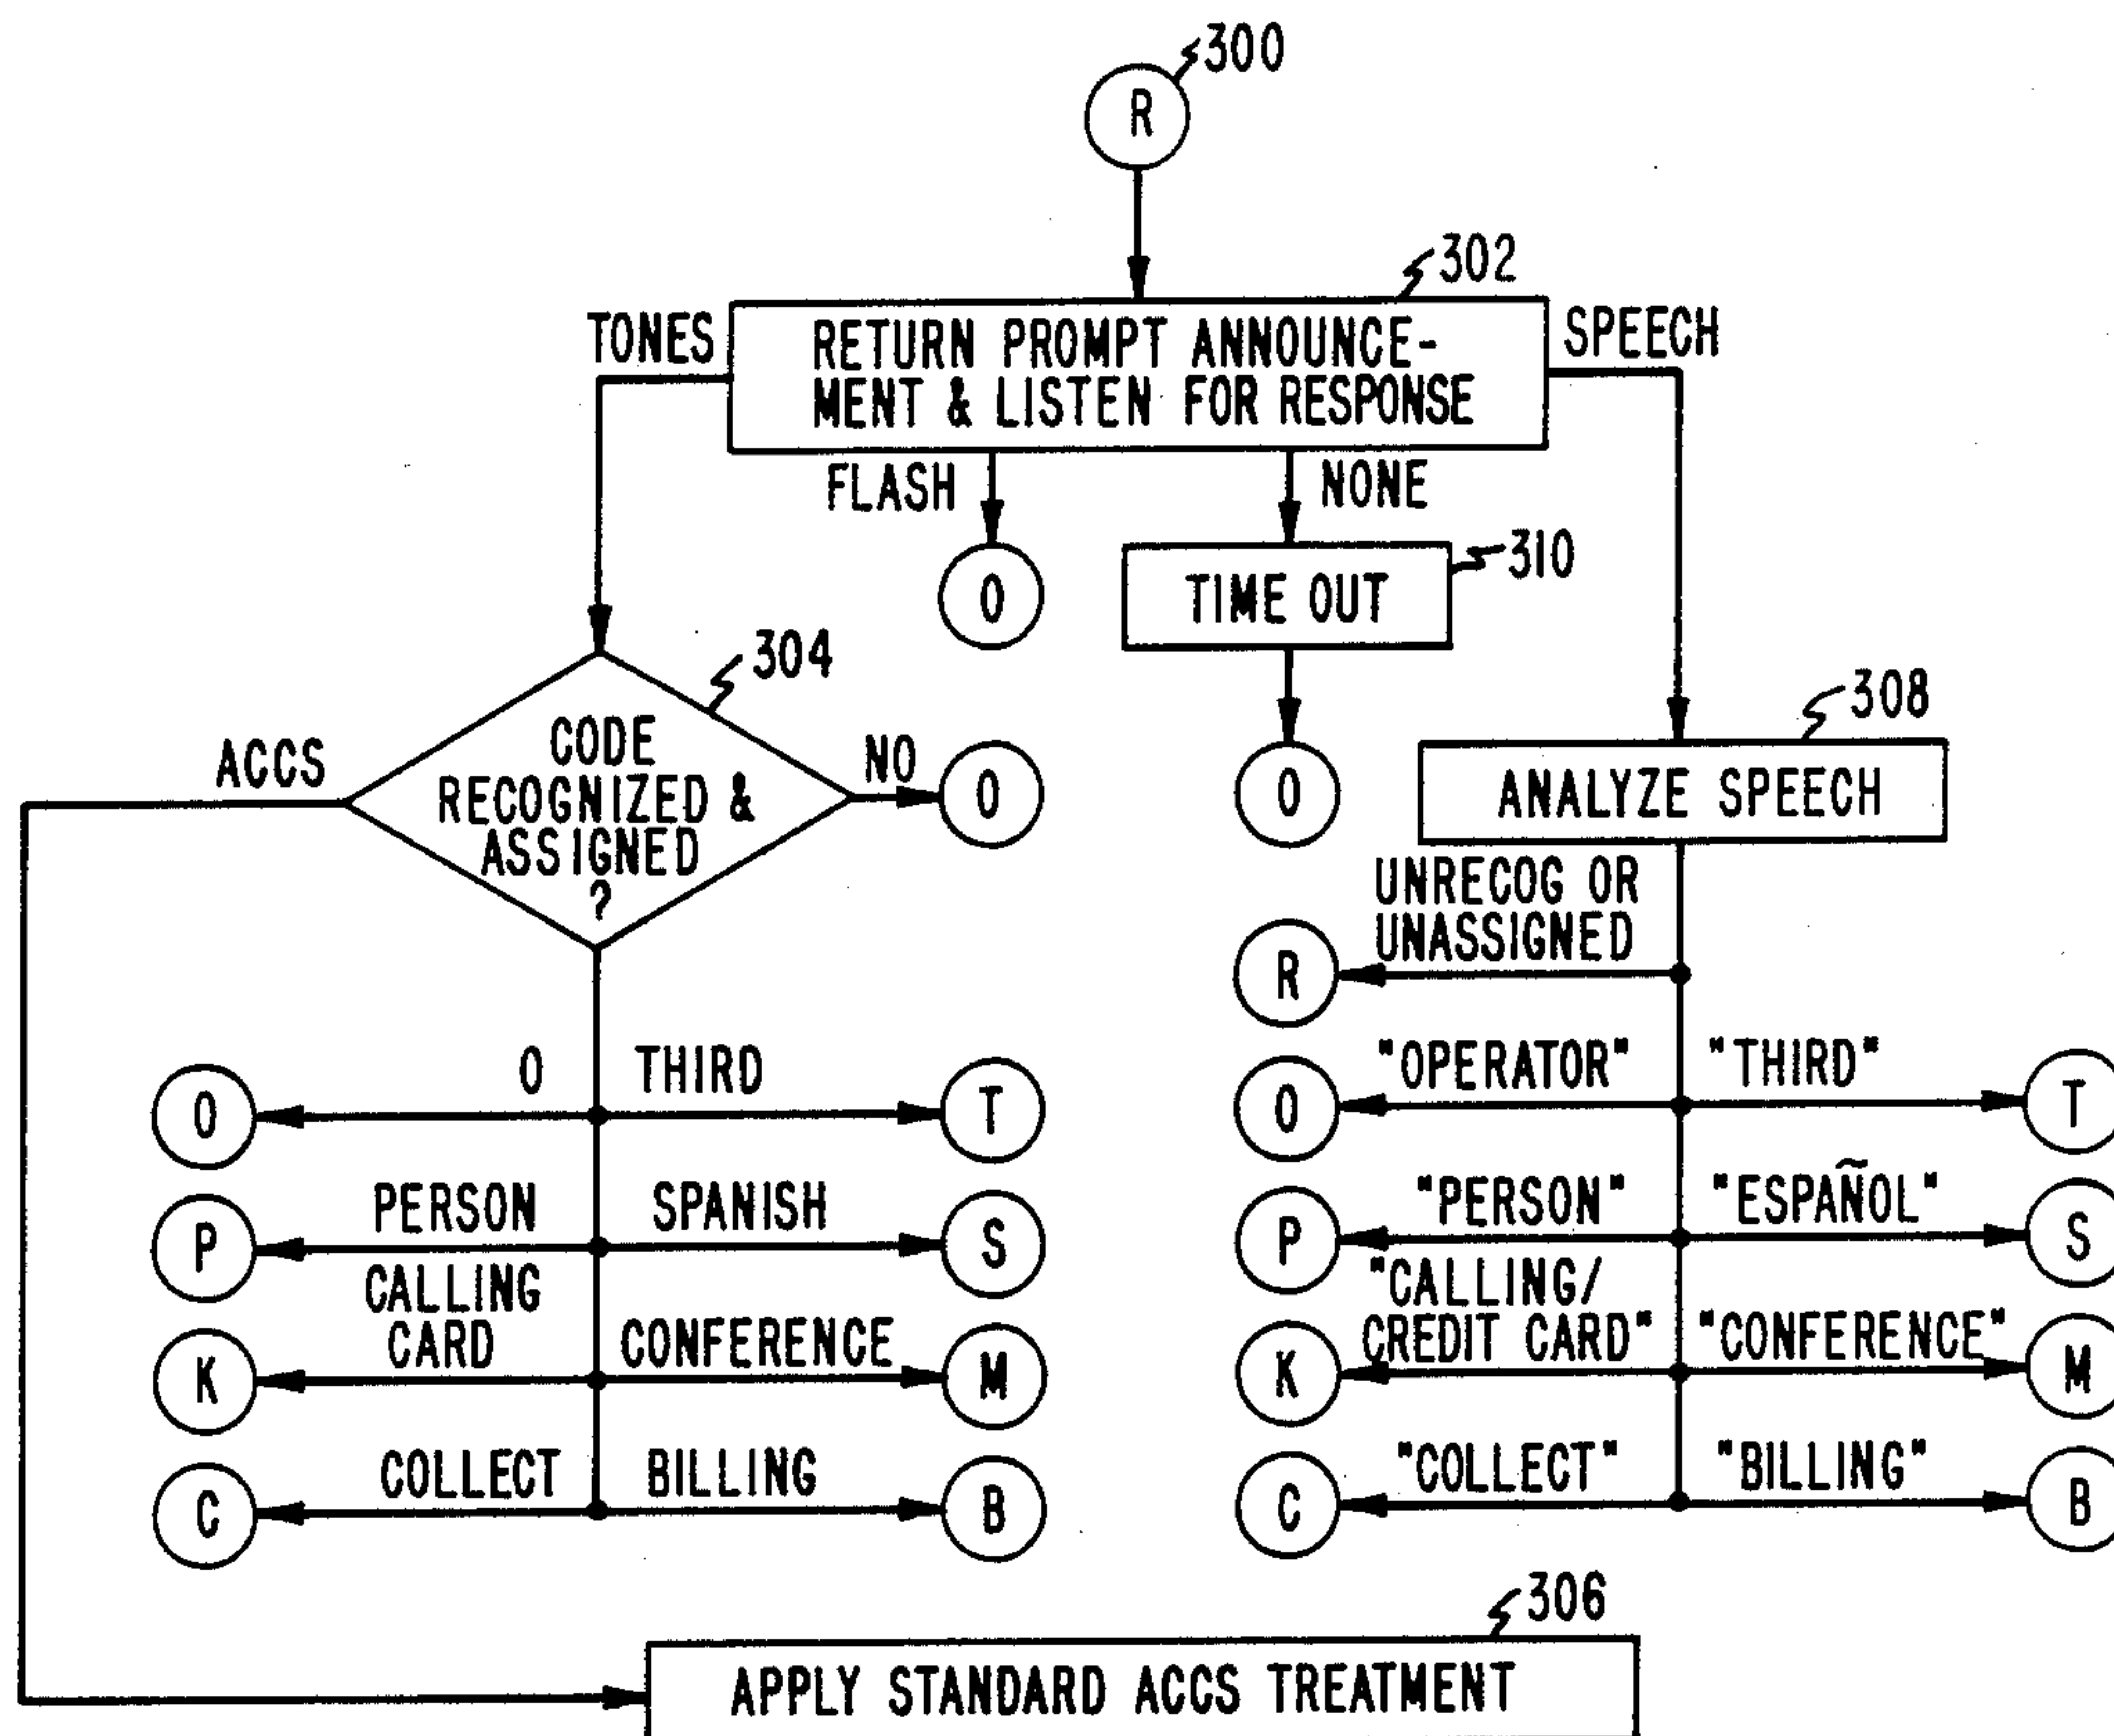 300
R
302
TONES
RETURN PROMPT ANNOUNCE-
MENT & LISTEN FOR RESPONSE
SPEECH
FLASH
NONE
O
310
TIME OUT
304
308
ACCS
CODE
RECOGNIZED &
ASSIGNED
?
NO
O
O
ANALYZE SPEECH
UNRECOG OR
UNASSIGNED
R
O
O
THIRD
T
O
"OPERATOR"
"THIRD"
T
P
PERSON
SPANISH
S
P
"PERSON"
"ESPAÑOL"
S
K
CALLING
CARD
CONFERENCE
M
K
"CALLING/
CREDIT CARD"
"CONFERENCE"
M
C
COLLECT
BILLING
B
C
"COLLECT"
"BILLING"
B
306
APPLY STANDARD ACCS TREATMENT